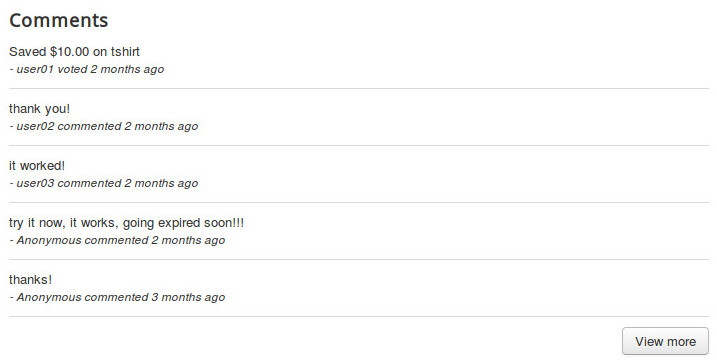 Comments
Saved $10.00 on tshirt
- user01 voted 2 months ago
thank you!
- user02 commented 2 months ago
it worked!
- user03 commented 2 months ago
try it now, it works, going expired soon!!!
- Anonymous commented 2 months ago
thanks!
- Anonymous commented 3 months ago
View more